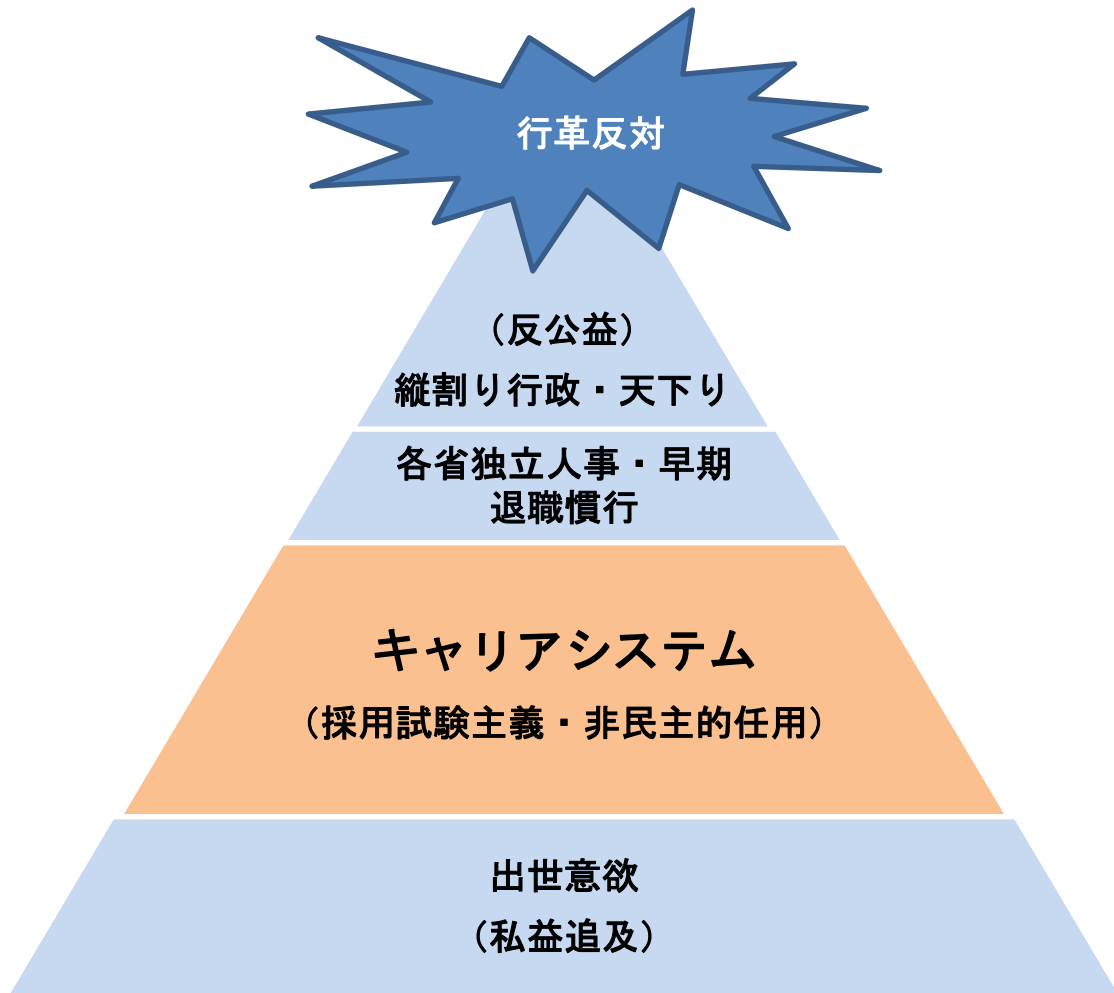 行革反対
（反公益）
縦割り行政・天下り
各省独立人事・早期
退職慣行
キャリアシステム
（採用試験主義・非民主的任用）
出世意欲
（私益追及）